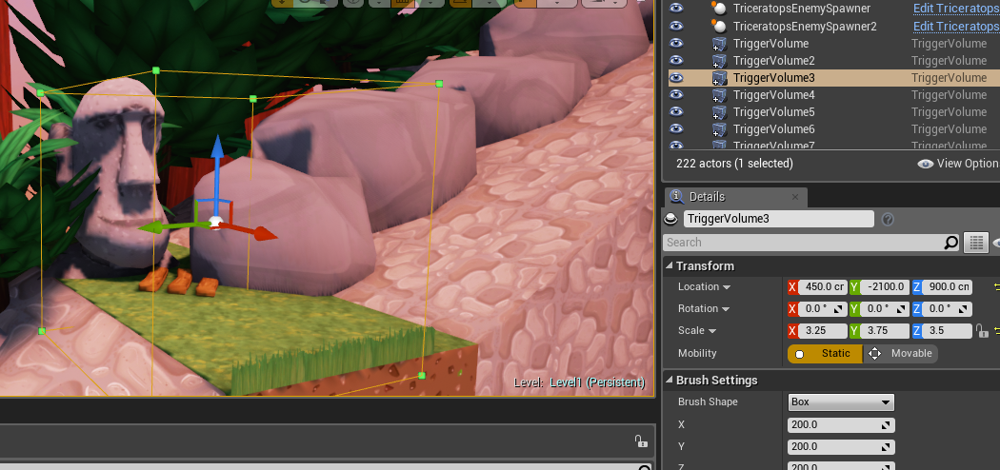 TriceratopsEnemySpawner Edit Triceratops
TriceratopsEnemySpawner2 Edit Triceratops
TriggerVolume TriggerVolume
TriggerVolume2 TriggerVolume
TriggerVolume3 TriggerVolume
TriggerVolume4 TriggerVolume
TriggerVolume5 TriggerVolume
TriggerVolume6 TriggerVolume
TriggerVolume7 TriggerVolume
222 actors (1 selected) View Option
Details
TriggerVolume3
Search
Transform
Location X 450.0 cm Y -2100.0 Z 900.0 cm
Rotation X 0.0 ° Y 0.0 ° Z 0.0 °
Scale X 3.25 Y 3.75 Z 3.5
Mobility Static Movable
Brush Settings
Brush Shape Box
X 200.0
Y 200.0
Z 200.0
Level: Level1 (Persistent)